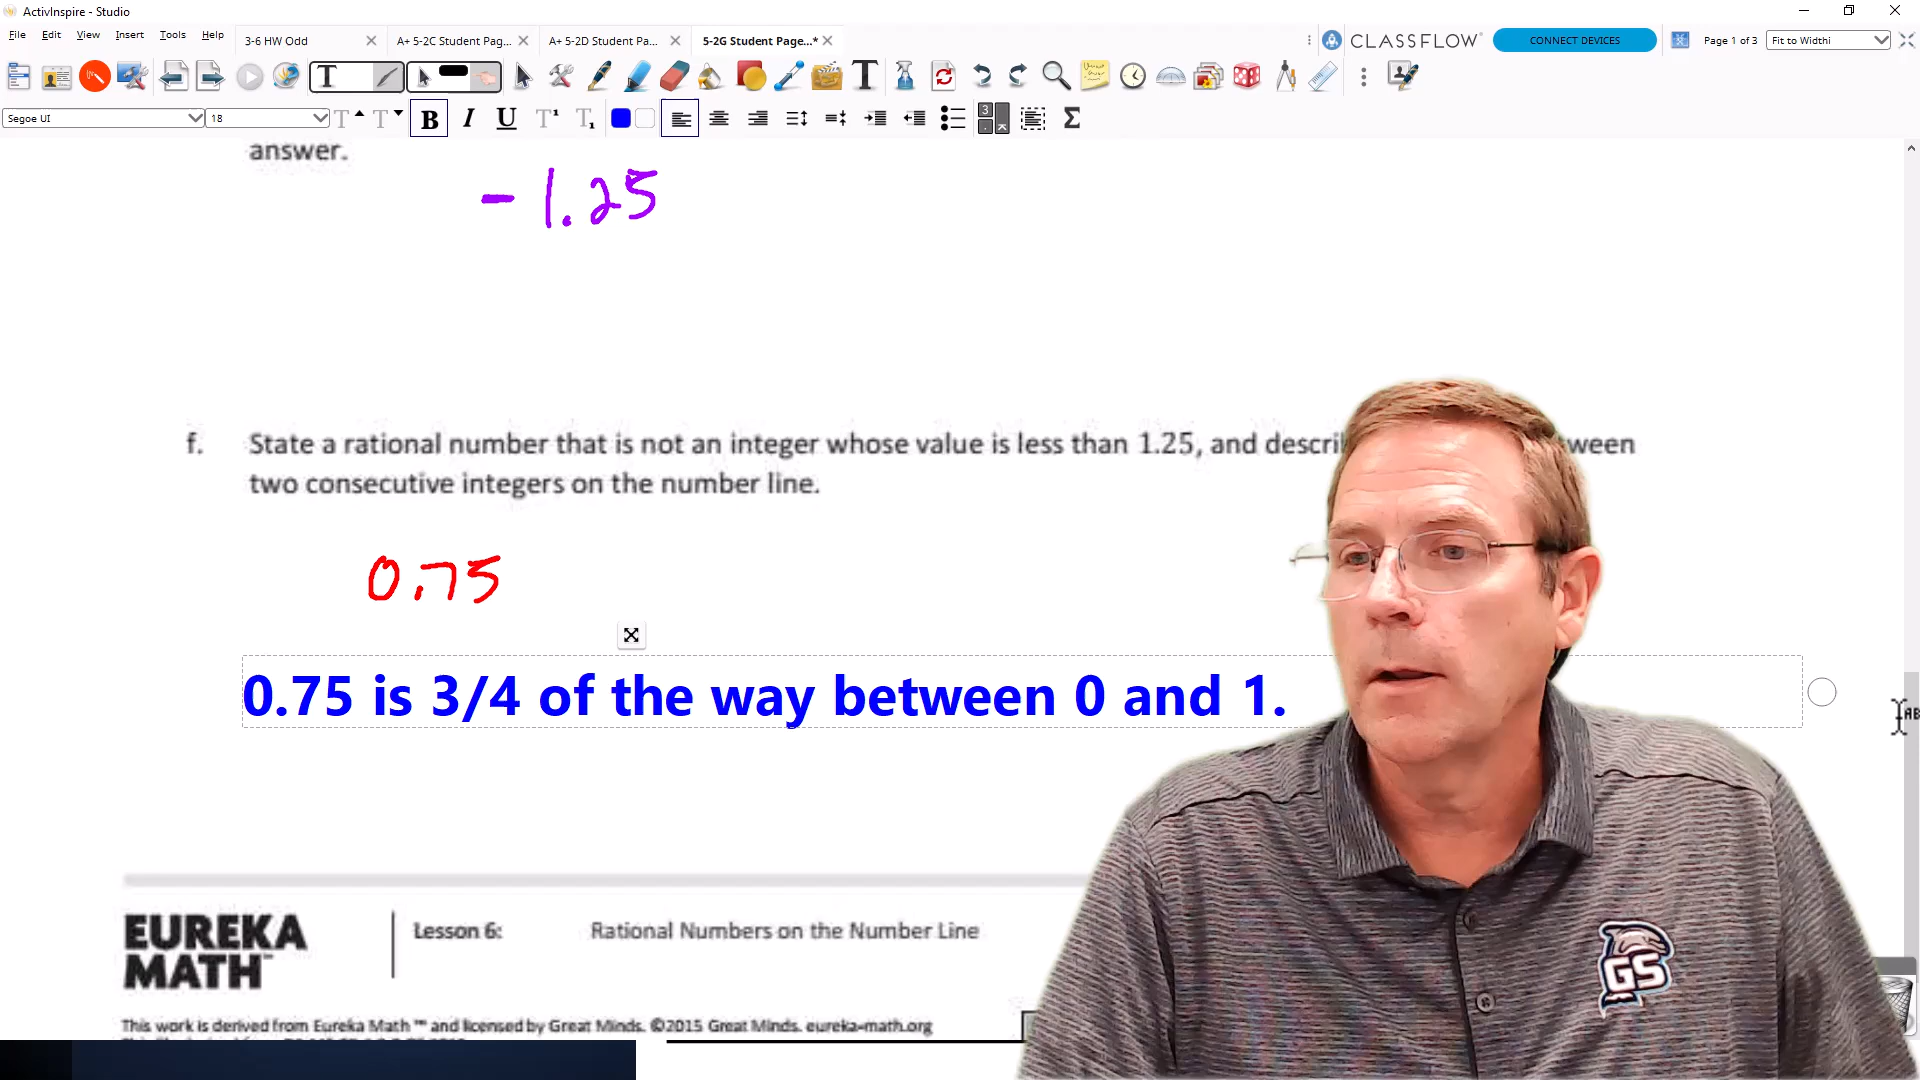 ActivInspire - Studio
File Edit View Insert Tools Help
3-6 HW Odd
A+ 5-2C Student Pag...
A+ 5-2D Student Pa...
5-2G Student Page...*
CLASSFLOW
CONNECT DEVICES
Page 1 of 3
Fit to Widthi
Segoe UI
18
answer.
- 1.25
f. State a rational number that is not an integer whose value is less than 1.25, and describ ween
two consecutive integers on the number line.
0.75
0.75 is 3/4 of the way between 0 and 1.
GS
EUREKA
MATH™
Lesson 6: Rational Numbers on the Number Line
This work is derived from Eureka Math ™ and licensed by Great Minds. ©2015 Great Minds. eureka-math.org